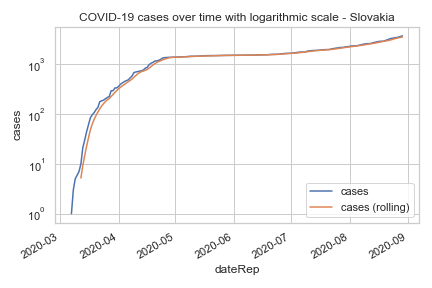 COVID-19 cases over time with logarithmic scale - Slovakia
cases
10³
10²
10¹
10⁰
cases
cases (rolling)
2020-03
2020-04
2020-05
2020-06
2020-07
2020-08
2020-09
dateRep